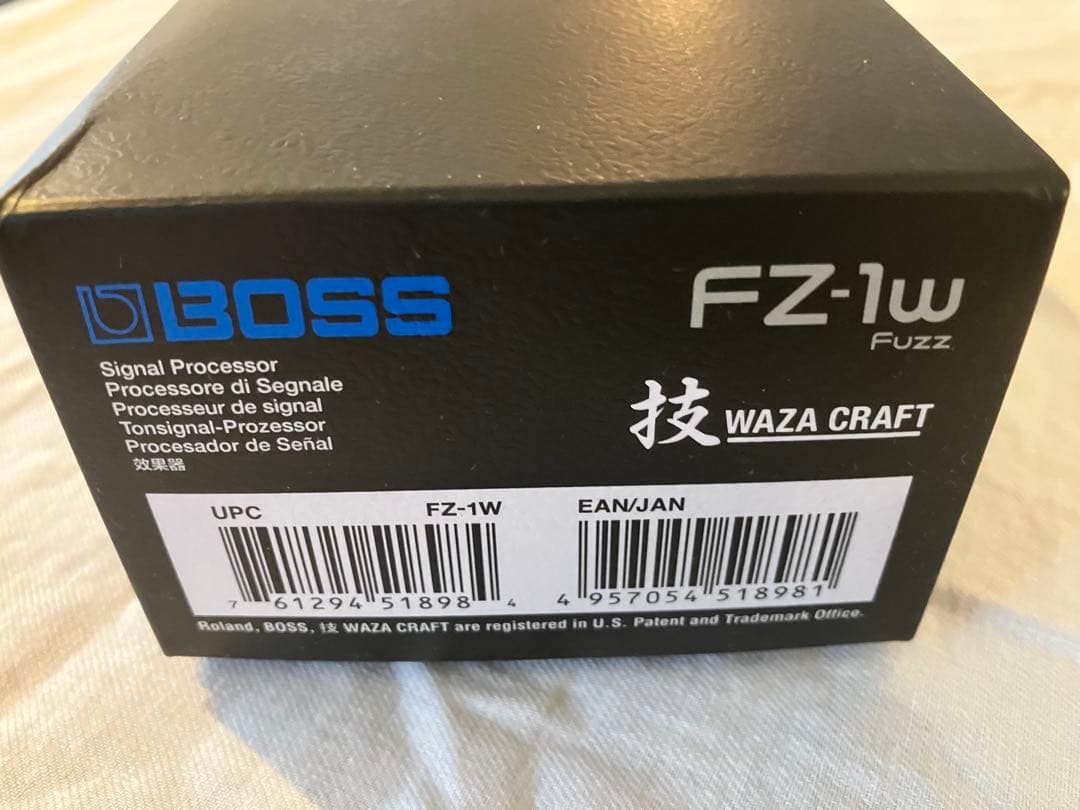 BOSS
Signal Processor
Processore di Segnale
Processeur de signal
Tonsignal-Prozessor
Procesador de Señal
效果器
FZ-1w
Fuzz
技 WAZA CRAFT
UPC FZ-1W
7 61294 51898 4
EAN/JAN
4 957054 518981
Roland, BOSS, 技 WAZA CRAFT are registered in U.S. Patent and Trademark Office.